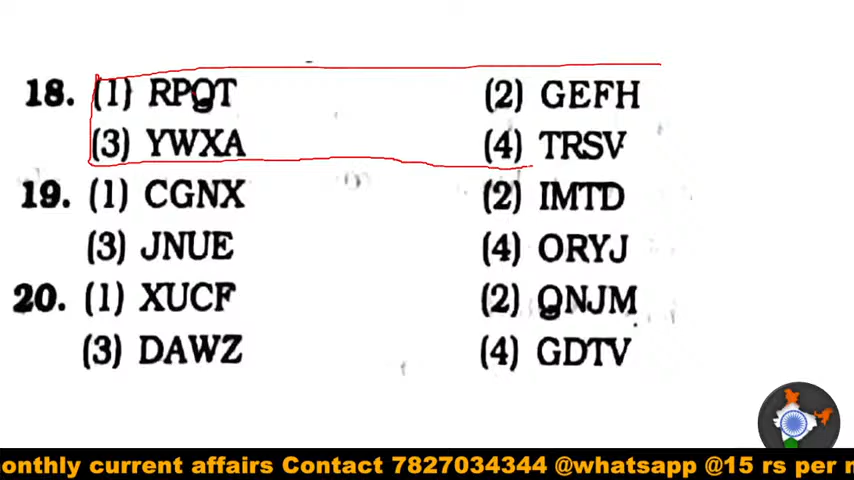 18. (1) RPQT (2) GEFH
(3) YWXA (4) TRSV
19. (1) CGNX (2) IMTD
(3) JNUE (4) ORYJ
20. (1) XUCF (2) QNJM
(3) DAWZ (4) GDTV
onthly current affairs Contact 7827034344 @whatsapp @15 rs per